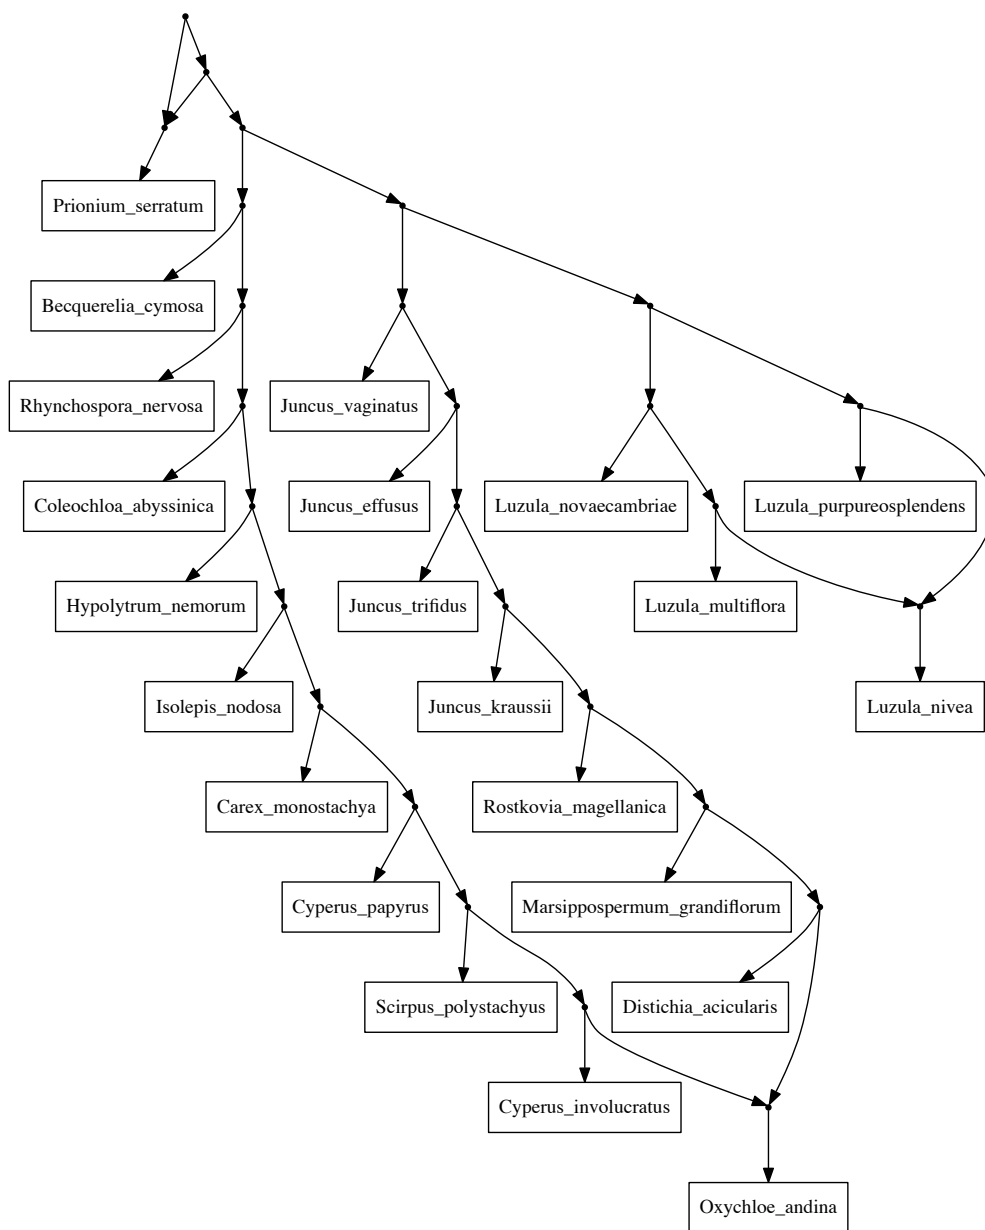 Prionium_serratum
Becquerelia_cymosa
Rhynchospora_nervosa
Juncus_vaginatus
Coleochloa_abyssinica
Juncus_effusus
Luzula_novaecambriae
Luzula_purpureosplendens
Hypolytrum_nemorum
Juncus_trifidus
Luzula_multiflora
Isolepis_nodosa
Juncus_kraussii
Luzula_nivea
Carex_monostachya
Rostkovia_magellanica
Cyperus_papyrus
Marsippospermum_grandiflorum
Scirpus_polystachyus
Distichia_acicularis
Cyperus_involucratus
Oxychloe_andina